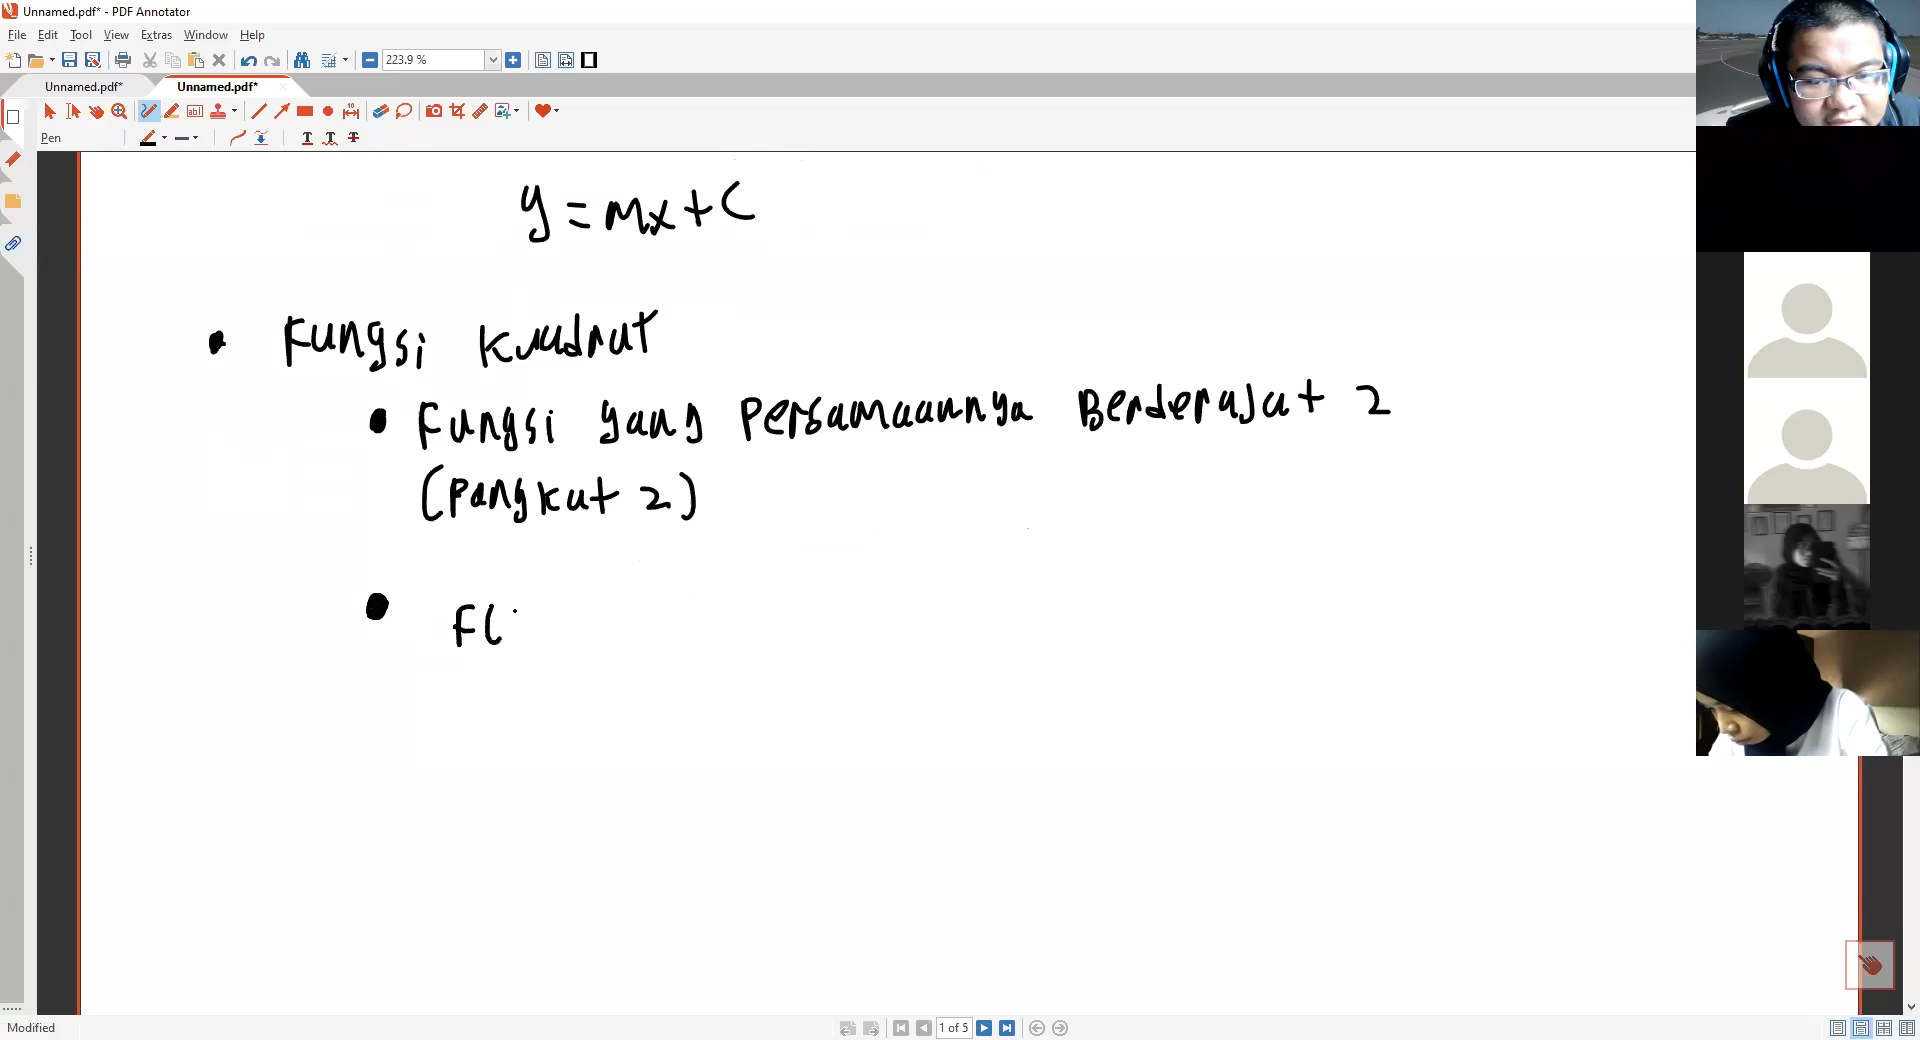 Unnamed.pdf* - PDF Annotator
File Edit Tool View Extras Window Help
223.9 %
Unnamed.pdf* Unnamed.pdf*
Pen
y = mx + C
• Fungsi Kuadrat
• Fungsi yang Persamaannya Berderajat 2
(Pangkat 2)
• F(
Modified
1 of 5